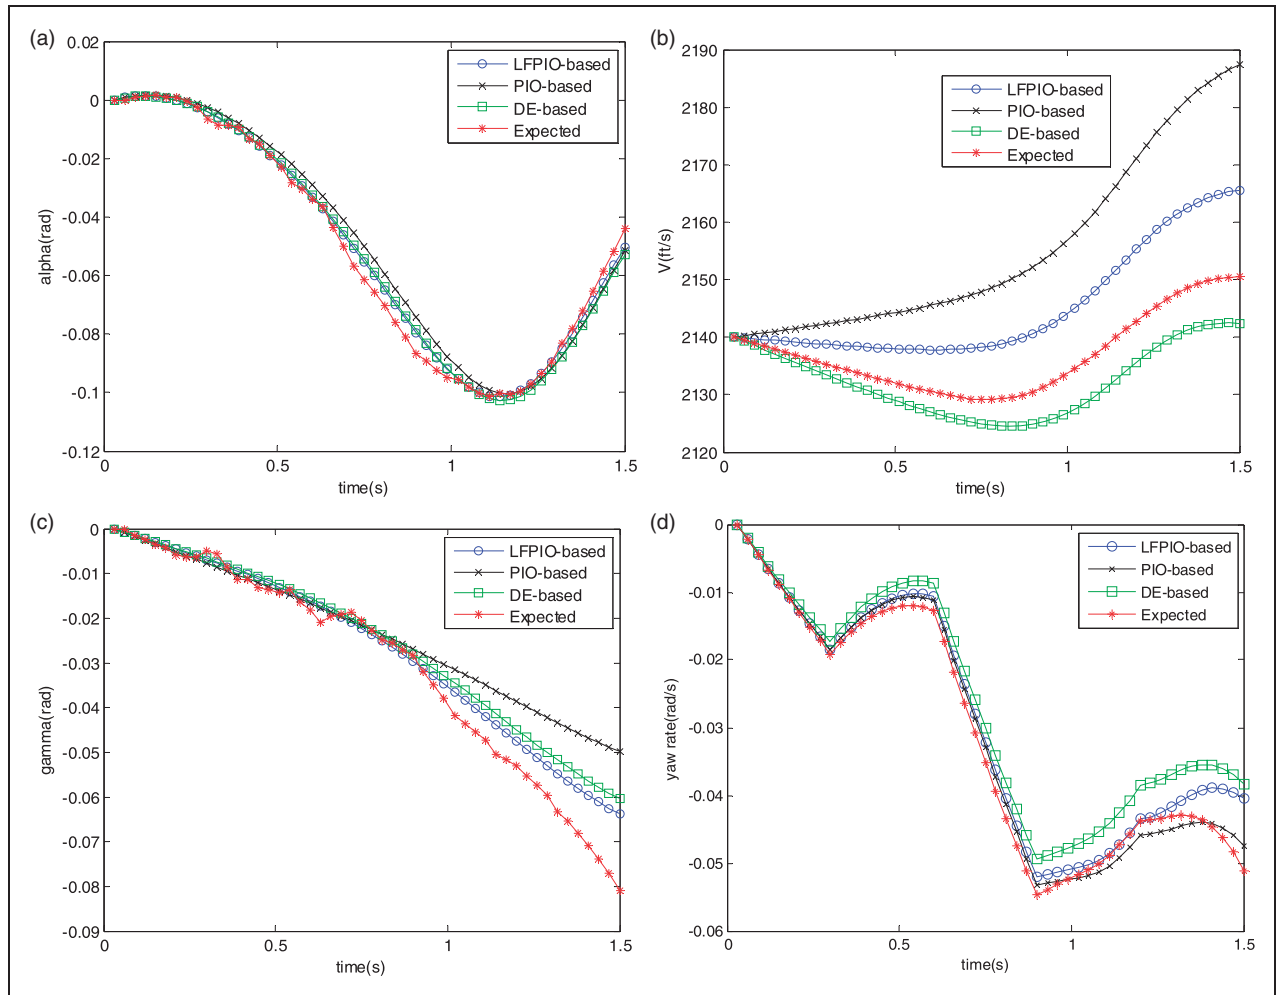 (a)
0.02
0
-0.02
-0.04
-0.06
-0.08
-0.1
-0.12
alpha(rad)
0
0.5
1
1.5
time(s)
LFPIO-based
PIO-based
DE-based
Expected
(b)
2190
2180
2170
2160
2150
2140
2130
2120
V(ft/s)
0
0.5
1
1.5
time(s)
LFPIO-based
PIO-based
DE-based
Expected
(c)
0
-0.01
-0.02
-0.03
-0.04
-0.05
-0.06
-0.07
-0.08
-0.09
gamma(rad)
0
0.5
1
1.5
time(s)
LFPIO-based
PIO-based
DE-based
Expected
(d)
0
-0.01
-0.02
-0.03
-0.04
-0.05
-0.06
yaw rate(rad/s)
0
0.5
1
1.5
time(s)
LFPIO-based
PIO-based
DE-based
Expected